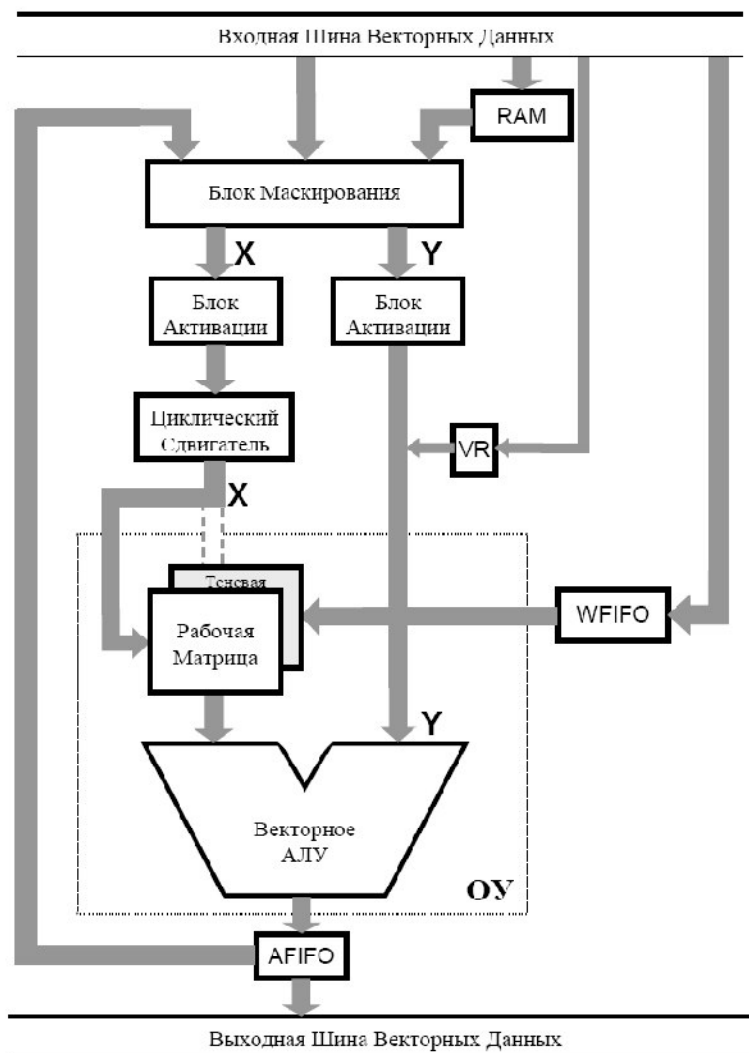 Входная Шина Векторных Данных
RAM
Блок Маскирования
X
Y
Блок
Активации
Блок
Активации
Циклический
Сдвигатель
VR
X
Теневая
WFIFO
Рабочая
Матрица
Y
Векторное
АЛУ
ОУ
AFIFO
Выходная Шина Векторных Данных